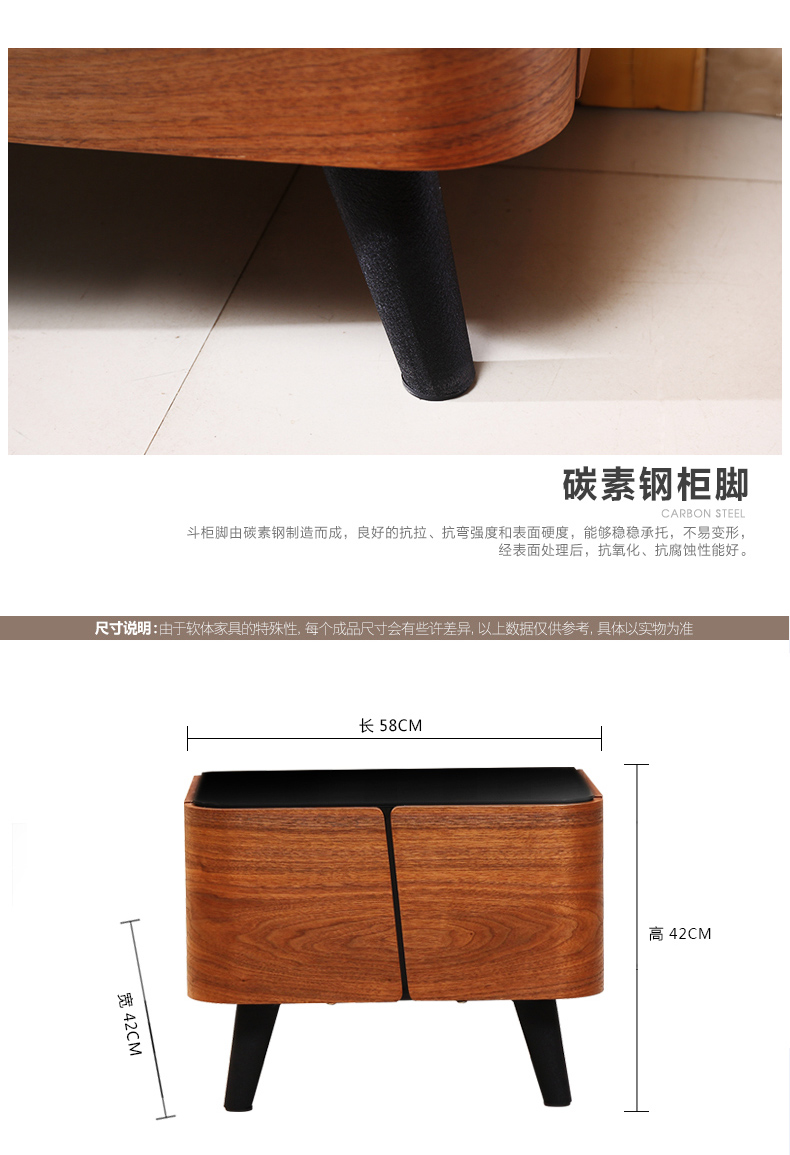 碳素钢柜脚
CARBON STEEL
斗柜脚由碳素钢制造而成，良好的抗拉、抗弯强度和表面硬度，能够稳稳承托，不易变形，
经表面处理后，抗氧化、抗腐蚀性能好。
尺寸说明:由于软体家具的特殊性, 每个成品尺寸会有些许差异, 以上数据仅供参考, 具体以实物为准
长 58CM
高 42CM
宽 42CM